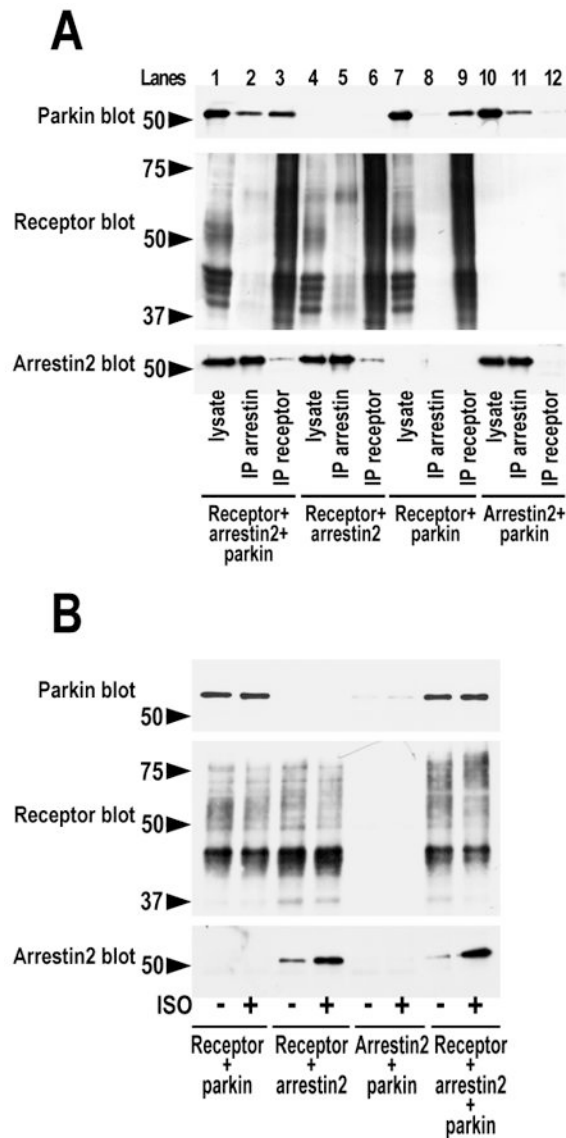 A
Lanes 1 2 3 4 5 6 7 8 9 10 11 12
Parkin blot 50
75
Receptor blot 50
37
Arrestin2 blot 50
lysate IP arrestin IP receptor lysate IP arrestin IP receptor lysate IP arrestin IP receptor lysate IP arrestin IP receptor
Receptor+ Receptor+ Receptor+ Arrestin2+
arrestin2+ arrestin2 parkin parkin
parkin
B
Parkin blot
50
75
Receptor blot 50
37
Arrestin2 blot 50
ISO - + - + - + - +
Receptor Receptor Arrestin2 Receptor
+ + + +
parkin arrestin2 parkin arrestin2
+
parkin